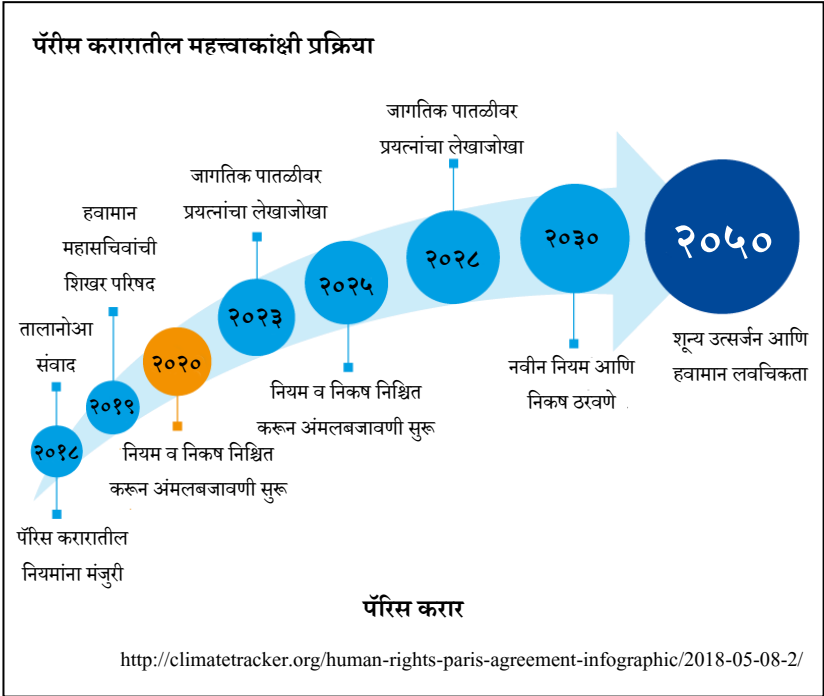 पॅरीस करारातील महत्त्वाकांक्षी प्रक्रिया
तालानोआ
संवाद
२०१८
पॅरिस करारातील
नियमांना मंजुरी
हवामान
महासचिवांची
शिखर परिषद
२०१९
२०२०
नियम व निकष निश्चित
करून अंमलबजावणी सुरू
जागतिक पातळीवर
प्रयत्नांचा लेखाजोखा
२०२३
२०२५
नियम व निकष निश्चित
करून अंमलबजावणी सुरू
जागतिक पातळीवर
प्रयत्नांचा लेखाजोखा
२०२८
२०३०
नवीन नियम आणि
निकष ठरवणे
२०५०
शून्य उत्सर्जन आणि
हवामान लवचिकता
पॅरिस करार
http://climatetracker.org/human-rights-paris-agreement-infographic/2018-05-08-2/